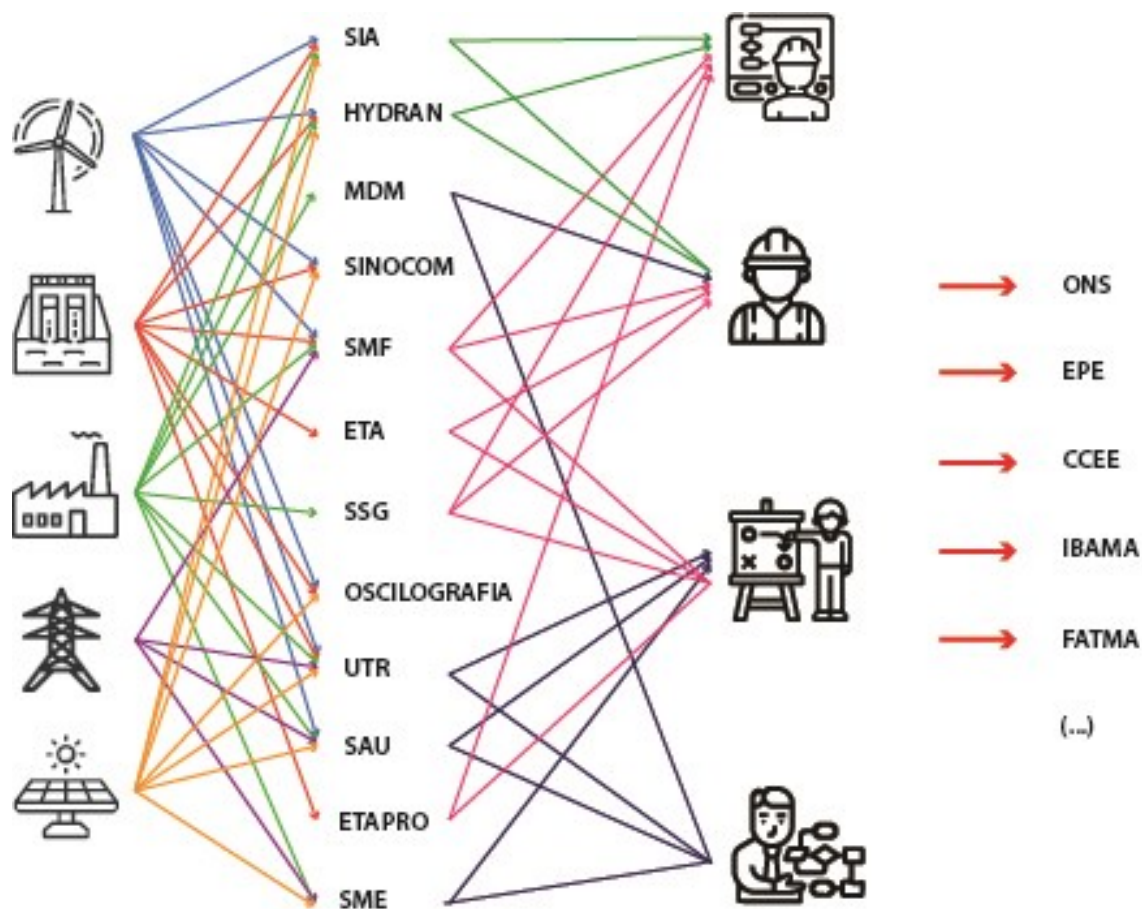 SIA
HYDRAN
MDM
SINOCOM
SMF
ETA
SSG
OSCILOGRAFIA
UTR
SAU
ETAPRO
SME
ONS
EPE
CCEE
IBAMA
FATMA
(...)